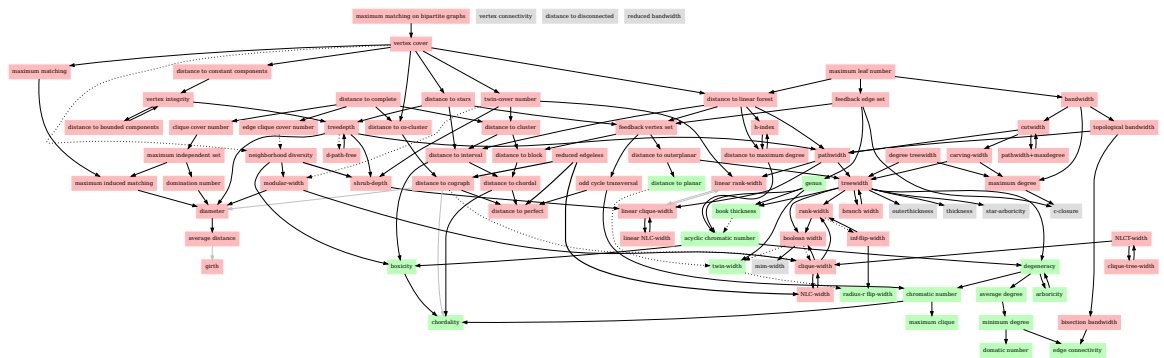 maximum matching on bipartite graphs
vertex connectivity
distance to disconnected
reduced bandwidth
vertex cover
maximum matching
distance to constant components
maximum leaf number
vertex integrity
distance to complete
distance to stars
twin-cover number
distance to linear forest
feedback edge set
bandwidth
distance to bounded components
clique cover number
edge clique cover number
treedepth
distance to co-cluster
distance to cluster
feedback vertex set
h-index
cutwidth
topological bandwidth
maximum independent set
neighborhood diversity
d-path-free
distance to interval
distance to block
reduced edgeless
distance to outerplanar
distance to maximum degree
pathwidth
degree treewidth
carving-width
pathwidth+maxdegree
maximum induced matching
domination number
modular-width
shrub-depth
distance to cograph
distance to chordal
odd cycle transversal
distance to planar
linear rank-width
genus
treewidth
maximum degree
diameter
distance to perfect
linear clique-width
book thickness
rank-width
branch width
outerthickness
thickness
star-arboricity
c-closure
average distance
linear NLC-width
acyclic chromatic number
boolean width
inf-flip-width
NLCT-width
girth
boxicity
twin-width
mim-width
clique-width
degeneracy
clique-tree-width
NLC-width
radius-r flip-width
chromatic number
average degree
arboricity
chordality
maximum clique
minimum degree
bisection bandwidth
domatic number
edge connectivity